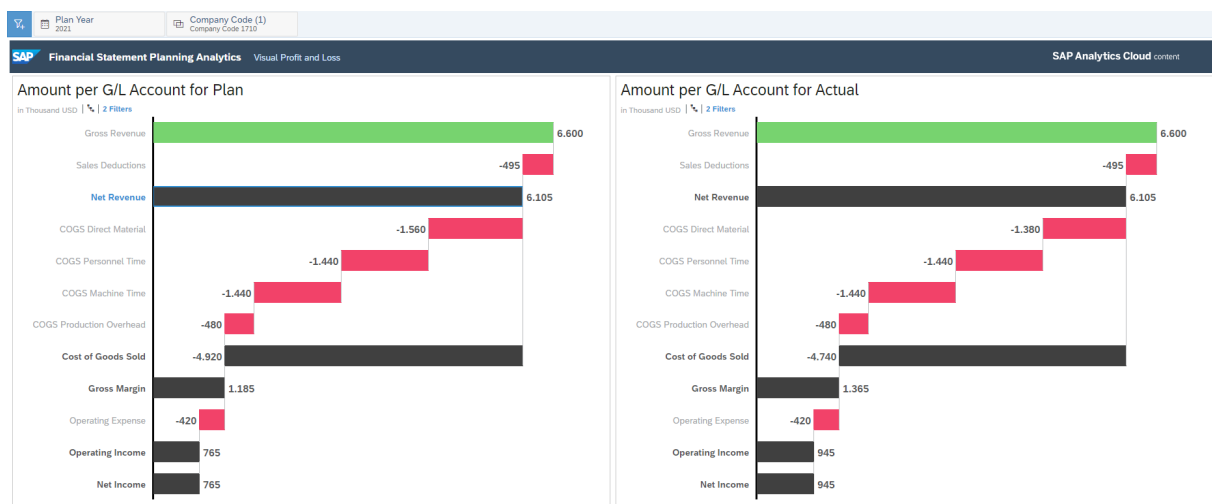 Plan Year
2021
Company Code (1)
Company Code 1710
SAP Financial Statement Planning Analytics Visual Profit and Loss SAP Analytics Cloud content
Amount per G/L Account for Plan
in Thousand USD 2 Filters
Gross Revenue 6.600
Sales Deductions -495
Net Revenue 6.105
COGS Direct Material -1.560
COGS Personnel Time -1.440
COGS Machine Time -1.440
COGS Production Overhead -480
Cost of Goods Sold -4.920
Gross Margin 1.185
Operating Expense -420
Operating Income 765
Net Income 765
Amount per G/L Account for Actual
in Thousand USD 2 Filters
Gross Revenue 6.600
Sales Deductions -495
Net Revenue 6.105
COGS Direct Material -1.380
COGS Personnel Time -1.440
COGS Machine Time -1.440
COGS Production Overhead -480
Cost of Goods Sold -4.740
Gross Margin 1.365
Operating Expense -420
Operating Income 945
Net Income 945